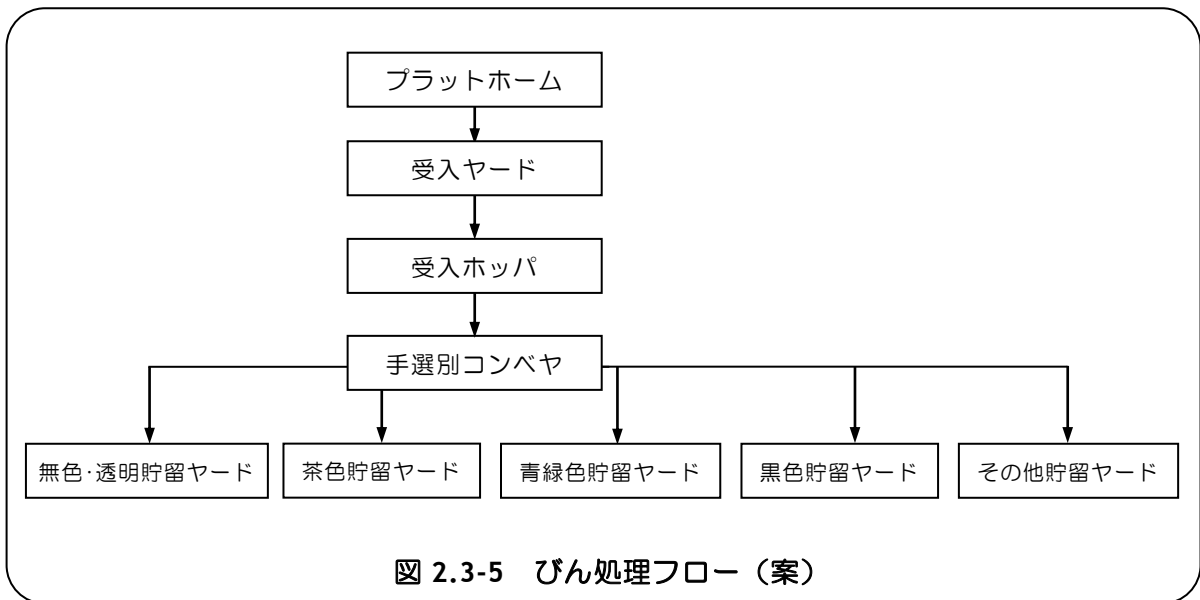 プラットホーム
受入ヤード
受入ホッパ
手選別コンベヤ
無色･透明貯留ヤード
茶色貯留ヤード
青緑色貯留ヤード
黒色貯留ヤード
その他貯留ヤード
図 2.3-5　びん処理フロー（案）